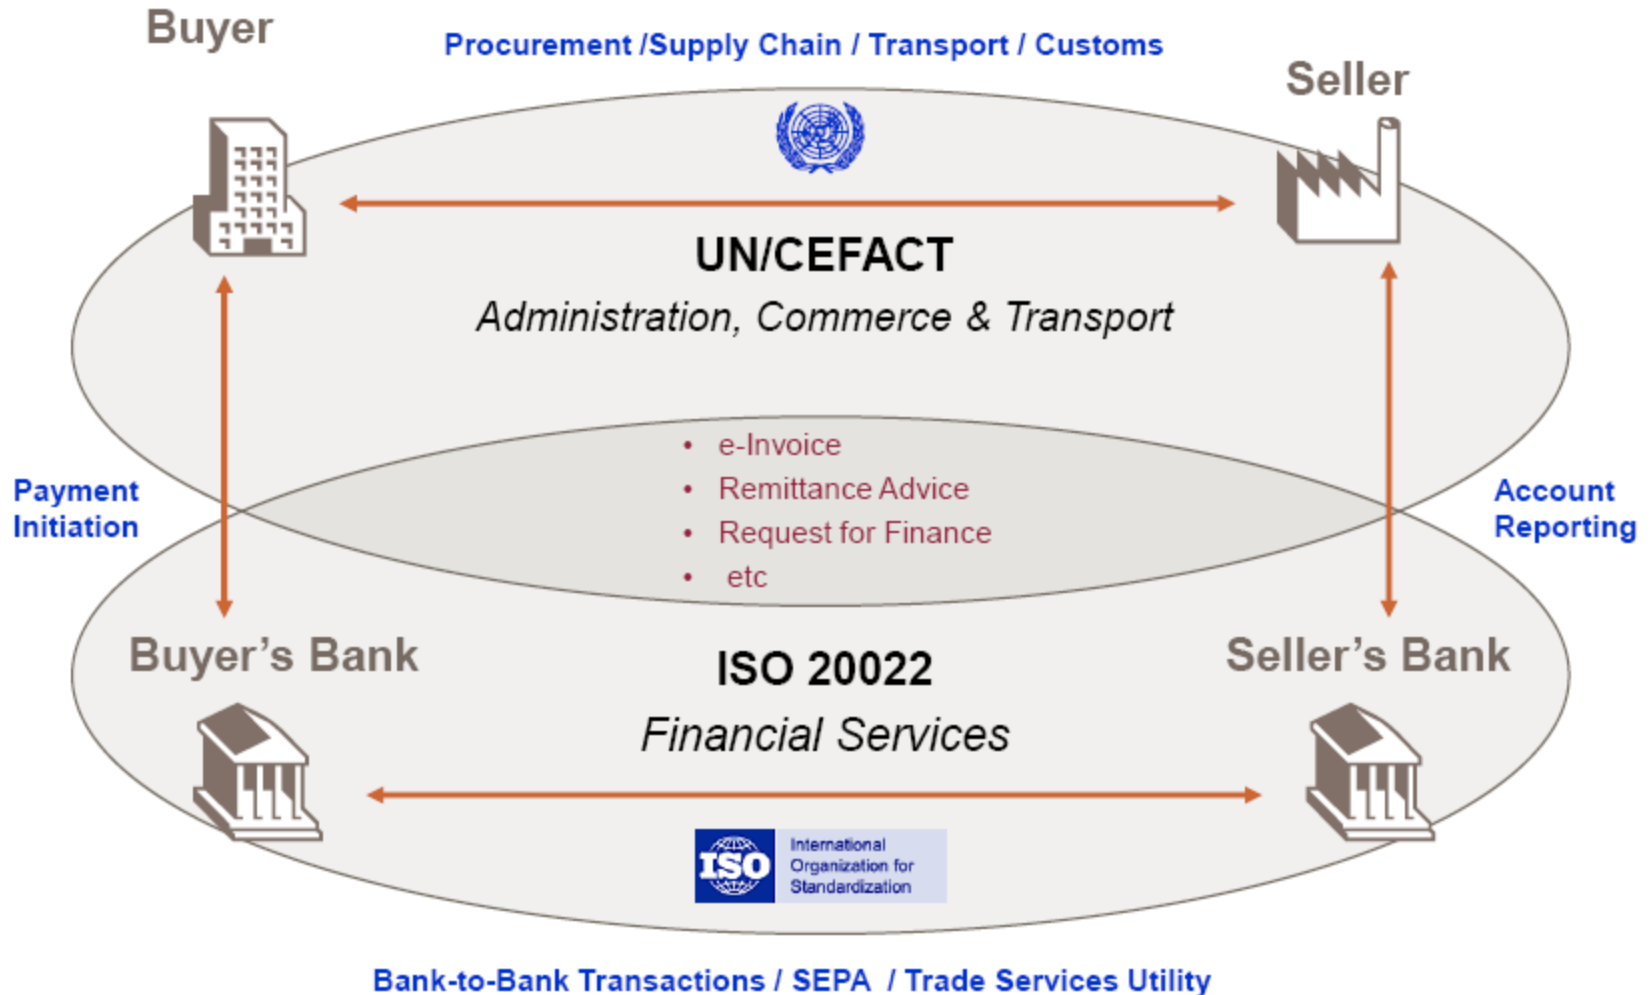 Buyer
Procurement /Supply Chain / Transport / Customs
Seller
UN/CEFACT
Administration, Commerce & Transport
• e-Invoice
• Remittance Advice
• Request for Finance
• etc
Payment
Initiation
Account
Reporting
Buyer’s Bank
ISO 20022
Seller’s Bank
Financial Services
ISO
International
Organization for
Standardization
Bank-to-Bank Transactions / SEPA / Trade Services Utility